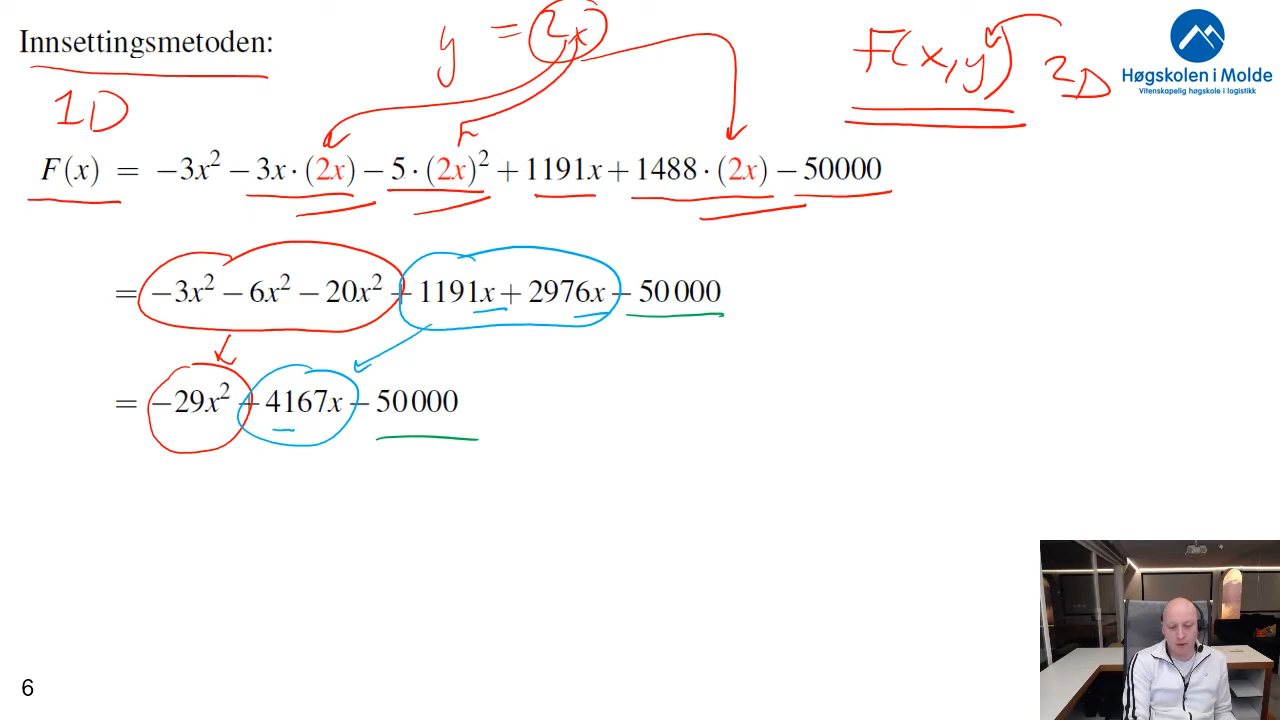 Innsettingsmetoden:
y = 2x
F(x, y)
2D
Høgskolen i Molde
Vitenskapelig høgskole i logistikk
1D
F(x) = −3x² − 3x · (2x) − 5 · (2x)² + 1191x + 1488 · (2x) − 50000
= −3x² − 6x² − 20x² + 1191x + 2976x − 50 000
= −29x² + 4167x − 50 000
6